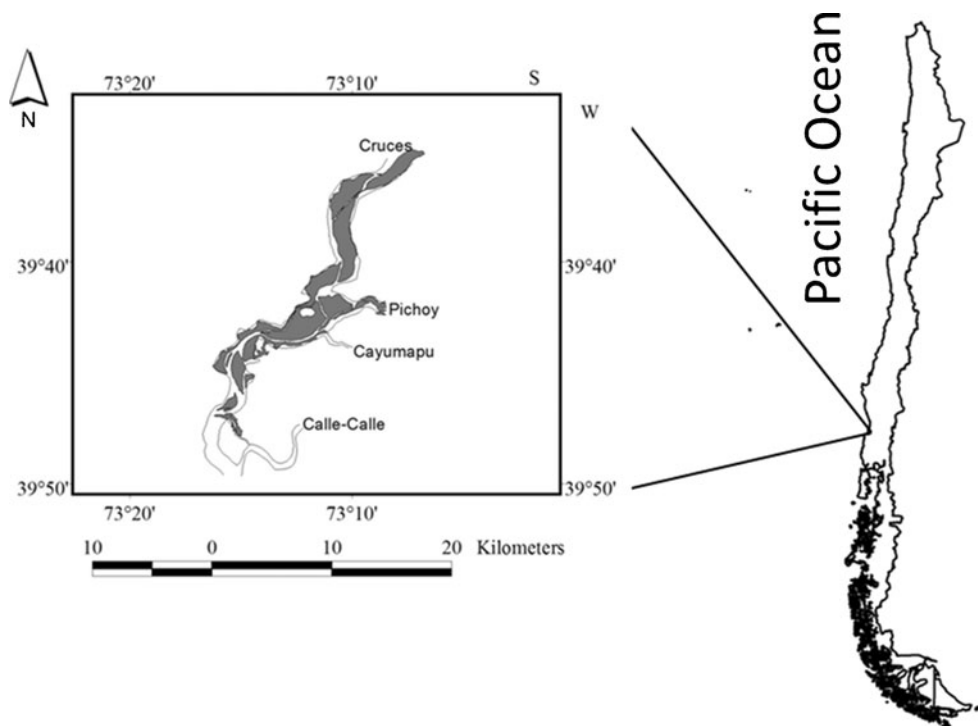 Pacific Ocean
N
73°20'
73°10'
S
W
Cruces
39°40'
39°40'
Pichoy
Cayumapu
Calle-Calle
39°50'
39°50'
73°20'
73°10'
10 0 10 20 Kilometers